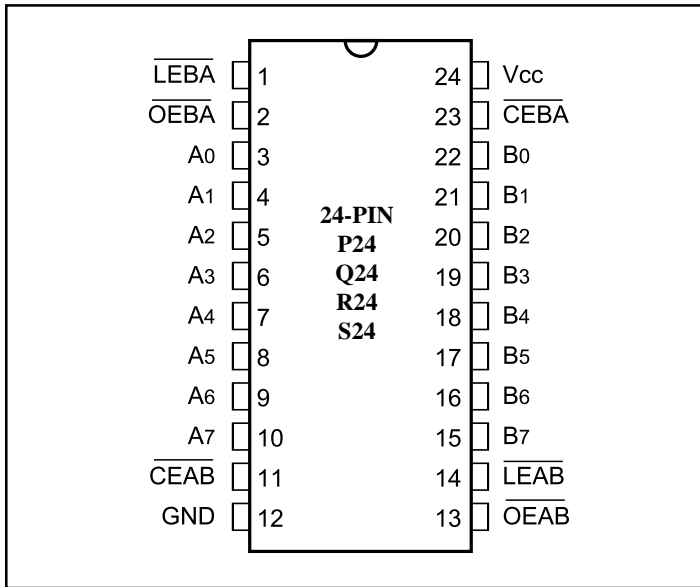 LEBA 1 24 Vcc
OEBA 2 23 CEBA
A0 3 22 B0
A1 4 21 B1
A2 5 24-PIN 20 B2
P24
A3 6 Q24 19 B3
R24
A4 7 S24 18 B4
A5 8 17 B5
A6 9 16 B6
A7 10 15 B7
CEAB 11 14 LEAB
GND 12 13 OEAB